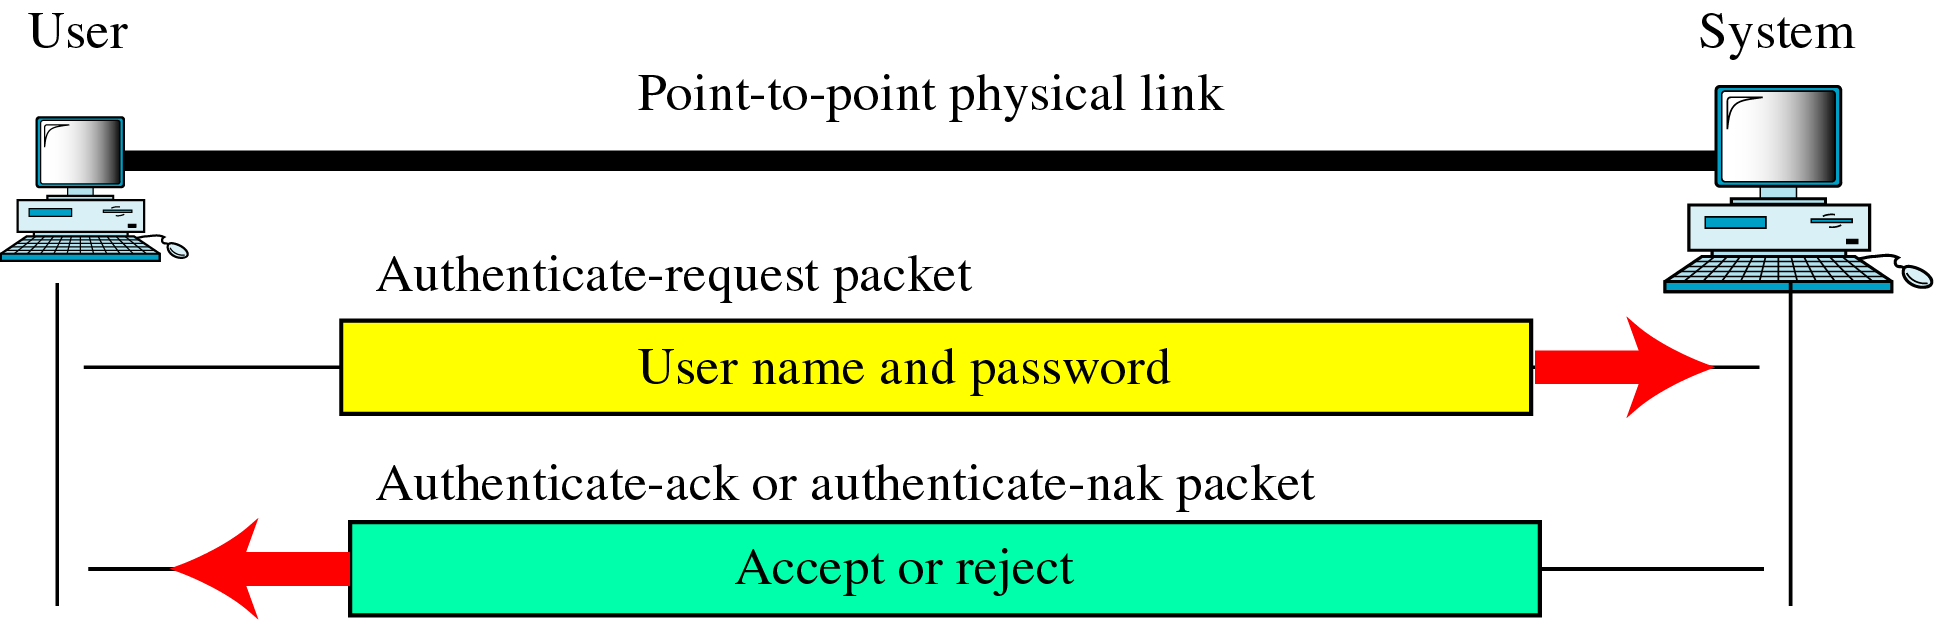 User
System
Point-to-point physical link
Authenticate-request packet
User name and password
Authenticate-ack or authenticate-nak packet
Accept or reject